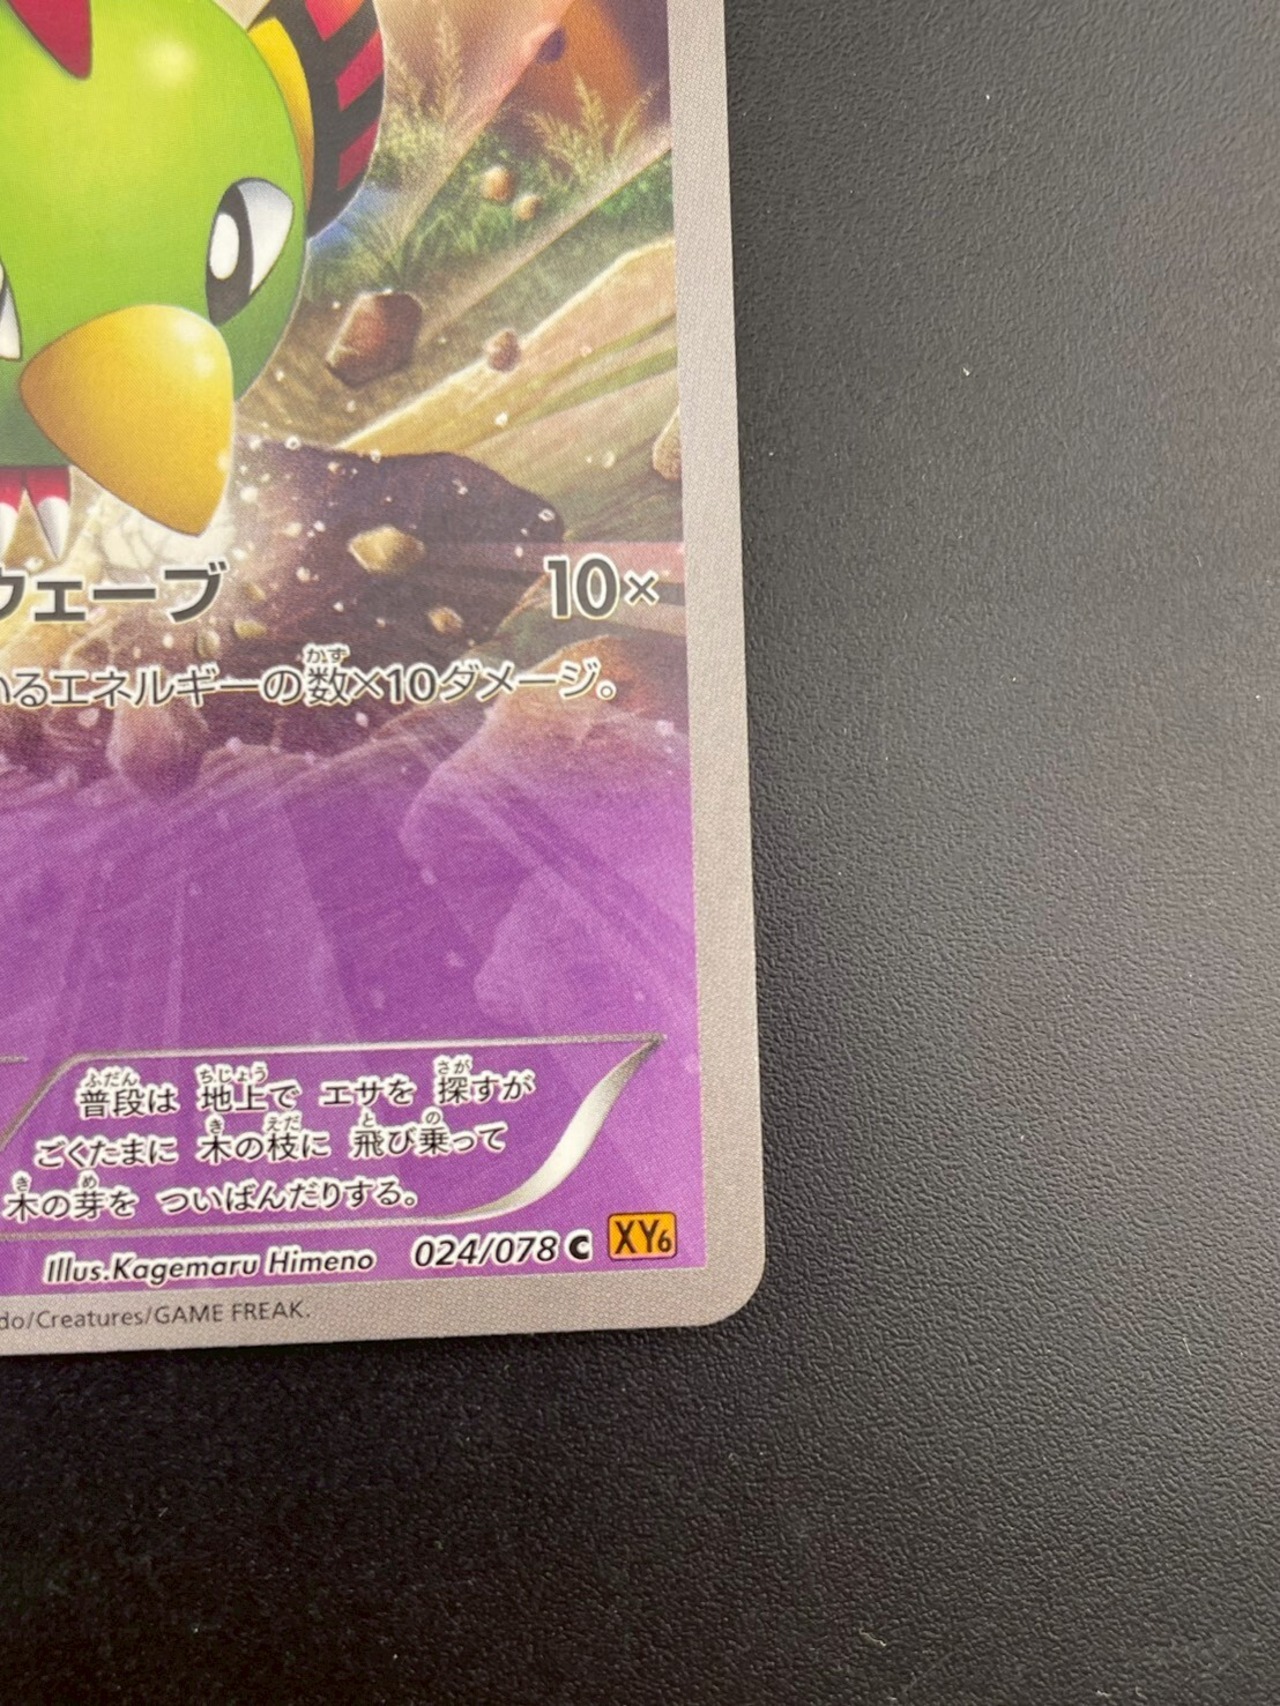 ウェーブ 10×
いるエネルギーの数×10ダメージ。
普段は 地上で エサを 探すが
ごくたまに 木の枝に 飛び乗って
木の芽を ついばんだりする。
Illus.Kagemaru Himeno 024/078 C XY6
do/Creatures/GAME FREAK.